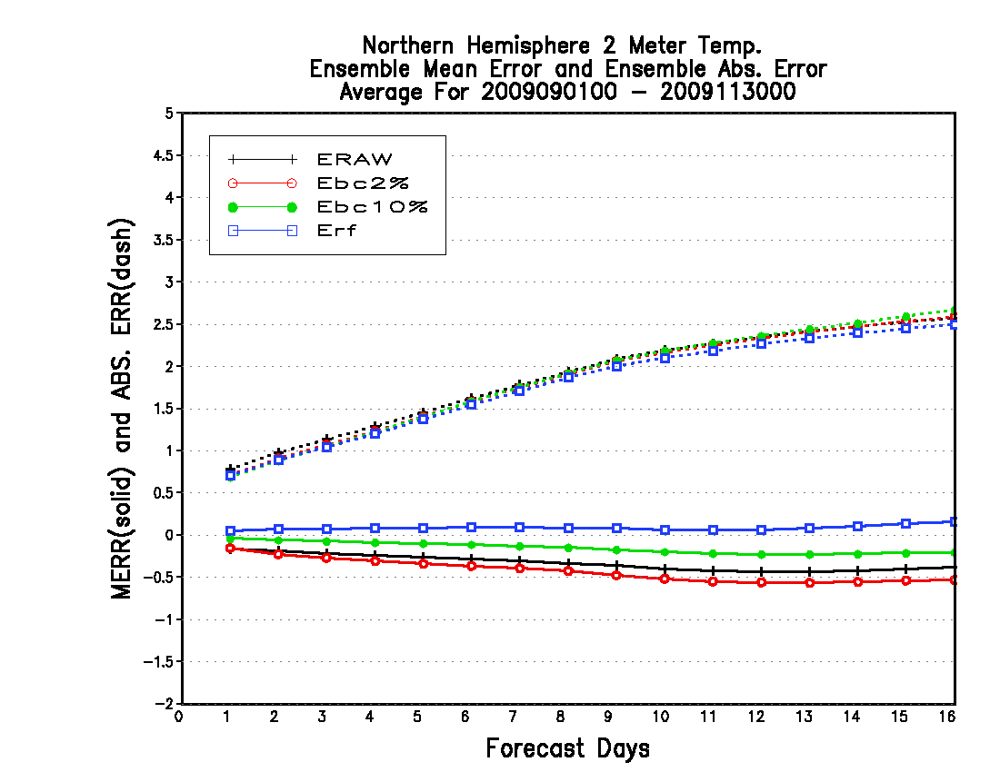 Northern Hemisphere 2 Meter Temp.
Ensemble Mean Error and Ensemble Abs. Error
Average For 2009090100 – 2009113000
MERR(solid) and ABS. ERR(dash)
5
4.5
4
3.5
3
2.5
2
1.5
1
0.5
0
−0.5
−1
−1.5
−2
ERAW
Ebc2%
Ebc10%
Erf
0 1 2 3 4 5 6 7 8 9 10 11 12 13 14 15 16
Forecast Days